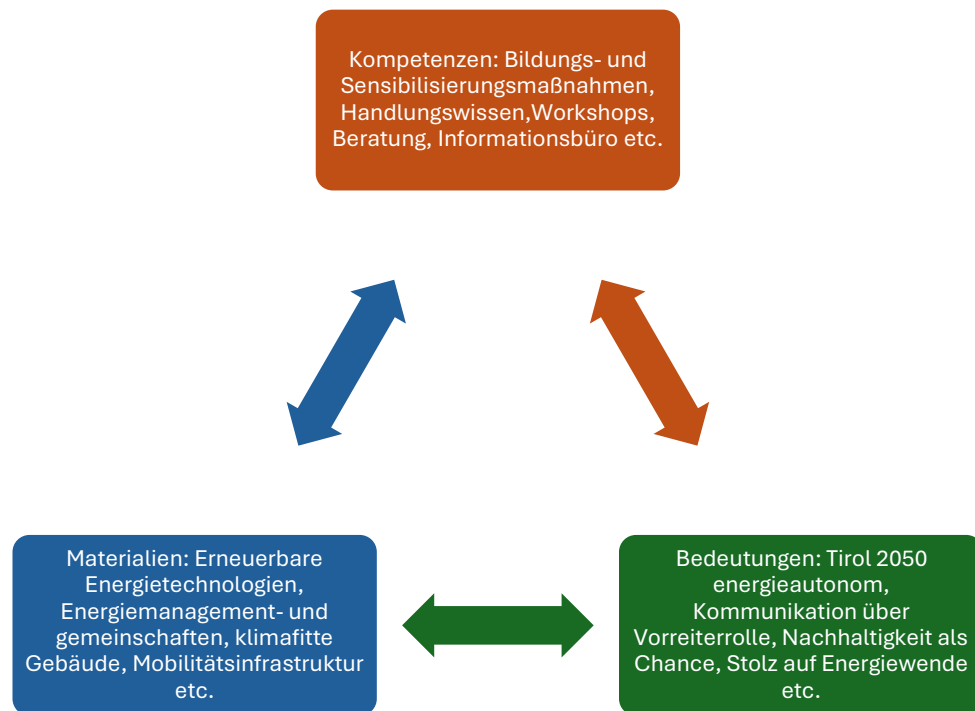 Kompetenzen: Bildungs- und
Sensibilisierungsmaßnahmen,
Handlungswissen,Workshops,
Beratung, Informationsbüro etc.
Materialien: Erneuerbare
Energietechnologien,
Energiemanagement- und
gemeinschaften, klimafitte
Gebäude, Mobilitätsinfrastruktur
etc.
Bedeutungen: Tirol 2050
energieautonom,
Kommunikation über
Vorreiterrolle, Nachhaltigkeit als
Chance, Stolz auf Energiewende
etc.